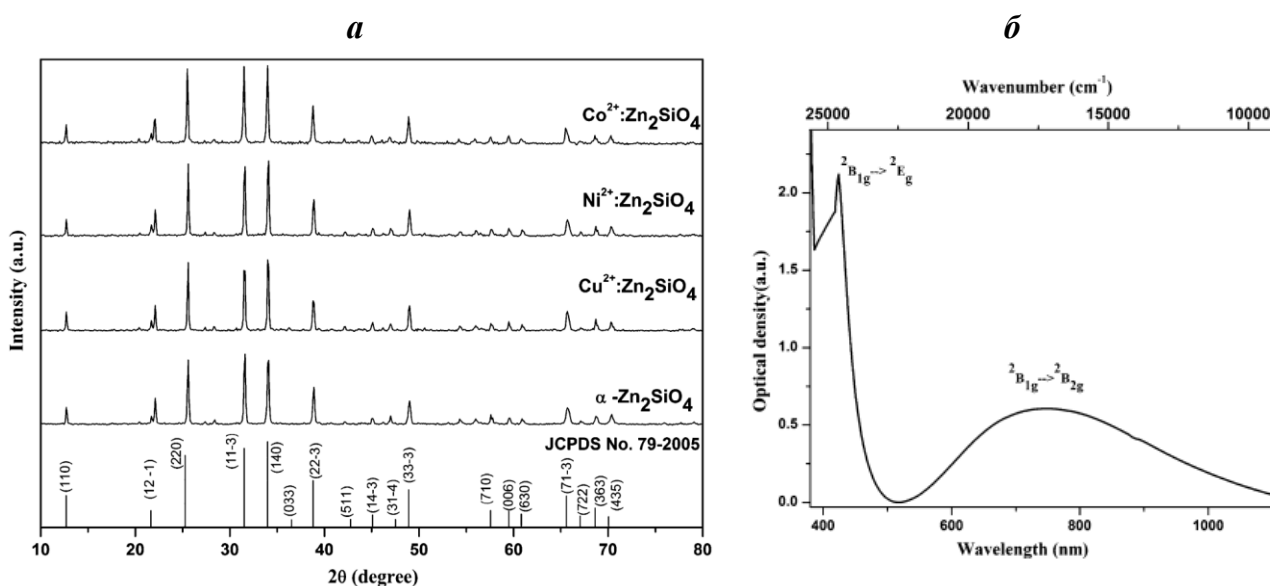 а
б
Co²⁺:Zn₂SiO₄
Ni²⁺:Zn₂SiO₄
Cu²⁺:Zn₂SiO₄
α -Zn₂SiO₄
JCPDS No. 79-2005
(110)
(12 -1)
(220)
(11-3)
(140)
(033)
(22-3)
(511)
(14-3)
(31-4)
(33-3)
(710)
(006)
(630)
(71-3)
(722)
(363)
(435)
Intensity (a.u.)
10 20 30 40 50 60 70 80
2θ (degree)
Wavenumber (cm⁻¹)
25000 20000 15000 10000
²B₁g--> ²Eg
²B₁g-->²B₂g
Optical density(a.u.)
2.0
1.5
1.0
0.5
0.0
400 600 800 1000
Wavelength (nm)